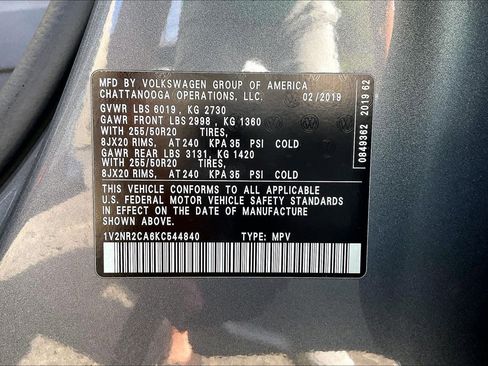 MFD BY VOLKSWAGEN GROUP OF AMERICA
CHATTANOOGA OPERATIONS, LLC. 02/2019
GVWR LBS 6019, KG 2730
GAWR FRONT LBS 2998, KG 1360
WITH 255/50R20 TIRES,
8JX20 RIMS, AT 240 KPA 35 PSI COLD
GAWR REAR LBS 3131, KG 1420
WITH 255/50R20 TIRES,
8JX20 RIMS, AT 240 KPA 35 PSI COLD
THIS VEHICLE CONFORMS TO ALL APPLICABLE
U.S. FEDERAL MOTOR VEHICLE SAFETY STANDARDS
IN EFFECT ON THE DATE OF MANUFACTURE
SHOWN ABOVE.
1V2NR2CA6KC544840 TYPE: MPV
0849362 2019 62